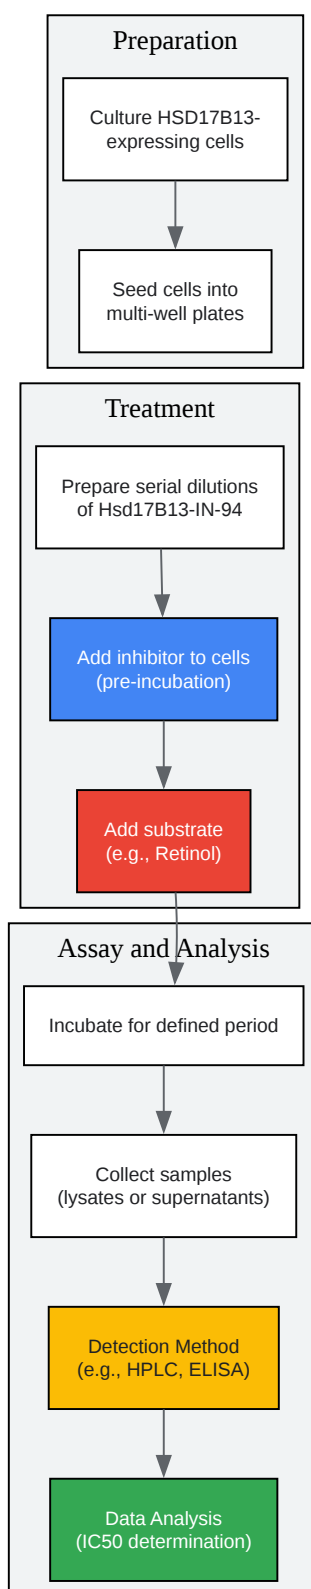 Preparation
Culture HSD17B13-
expressing cells
Seed cells into
multi-well plates
Treatment
Prepare serial dilutions
of Hsd17B13-IN-94
Add inhibitor to cells
(pre-incubation)
Add substrate
(e.g., Retinol)
Assay and Analysis
Incubate for defined period
Collect samples
(lysates or supernatants)
Detection Method
(e.g., HPLC, ELISA)
Data Analysis
(IC50 determination)